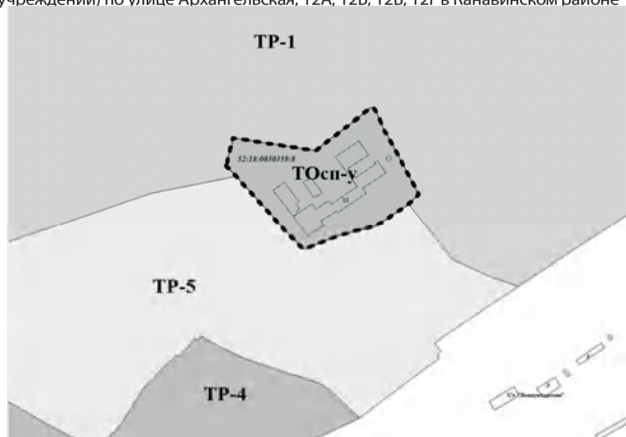 учреждений) по улице Архангельская, 12А, 12Б, 12В, 12Г в Канавинском районе
ТР-1
52:18:0030359:8
ТОсп-у
ТР-5
ТР-4